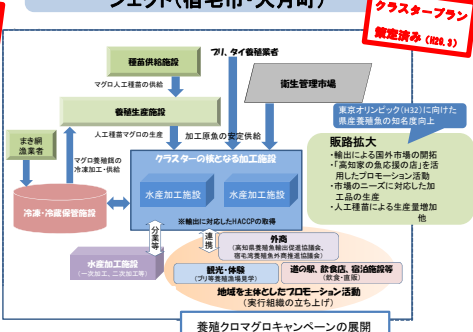 ジェクト(宿毛市・大月町)
クラスタープラン
策定済み(H29.3)
種苗供給施設
ブリ、タイ養殖業者
マグロ人工種苗の供給
衛生管理市場
養殖生産施設
東京オリンピック(H32)に向けた
県産養殖魚の知名度向上
人工種苗マグロの生産
加工原魚の安定供給
まき網
漁業者
マグロ養殖餌の
冷凍加工・供給
クラスターの核となる加工施設
水産加工施設
水産加工施設
※輸出に対応したHACCPの取得
販路拡大
・輸出による国外市場の開拓
・「高知家の魚応援の店」を活
用したプロモーション活動
・市場のニーズに対応した加
工品の生産
・人工種苗による生産量増加
他
冷凍・冷蔵保管施設
分業等
連携
水産加工施設
(一次加工、二次加工等)
外商
(高知県養殖魚輸出促進協議会、
宿毛湾養殖魚外商推進協議会)
観光・体験
(ブリ等養殖漁場見学)
道の駅、飲食店、宿泊施設等
(飲食・直販)
地域を主体としたプロモーション活動
(実行組織の立ち上げ)
養殖クロマグロキャンペーンの展開